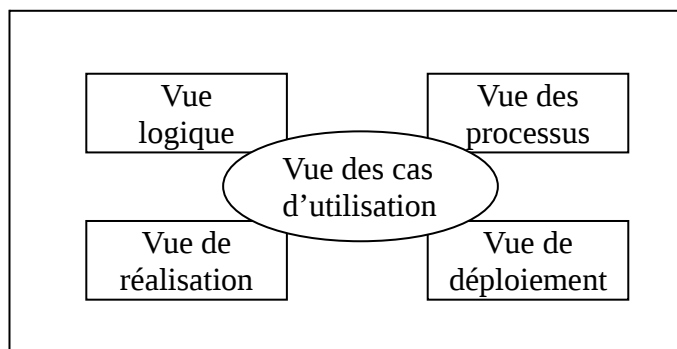 Vue
logique
Vue des
processus
Vue des cas
d’utilisation
Vue de
réalisation
Vue de
déploiement